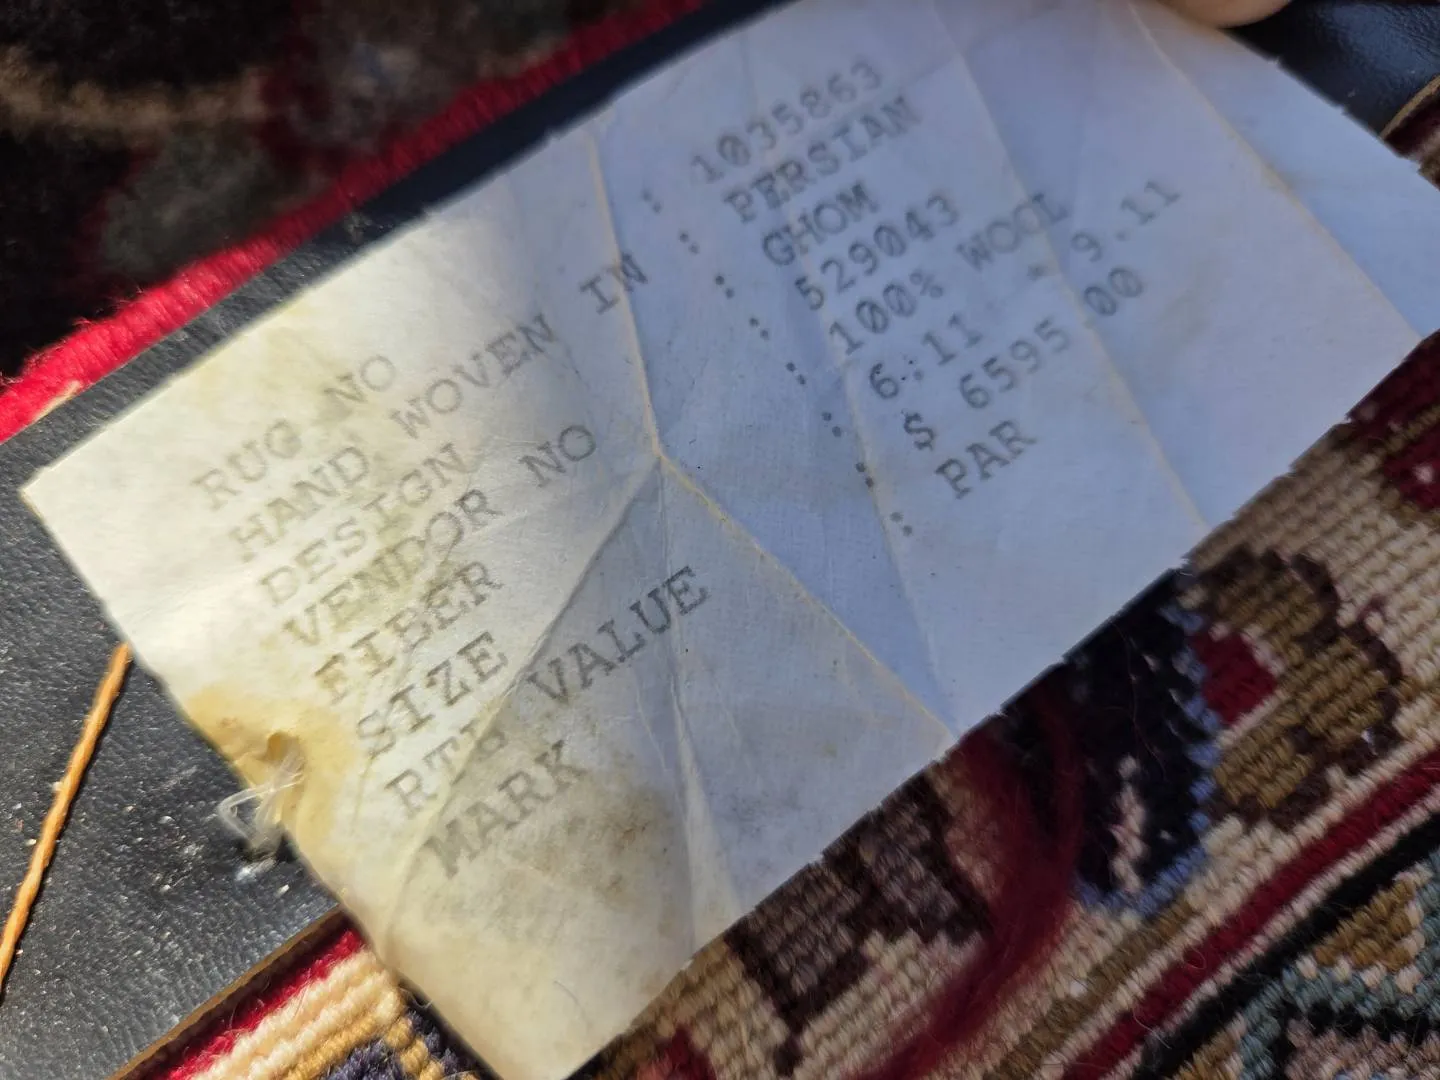 RUG NO : 1035863
HAND WOVEN IN : PERSIAN
DESIGN : GHOM
VENDOR NO : 529043
FIBER : 100% WOOL
SIZE : 6.11 * 9.11
VALUE : $ 6595 00
MARK : PAR